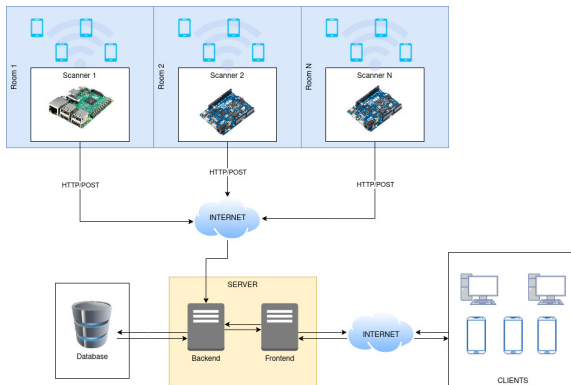 Room 1
Scanner 1
Room 2
Scanner 2
Room N
Scanner N
HTTP/POST
HTTP/POST
HTTP/POST
INTERNET
SERVER
Database
Backend
Frontend
INTERNET
CLIENTS